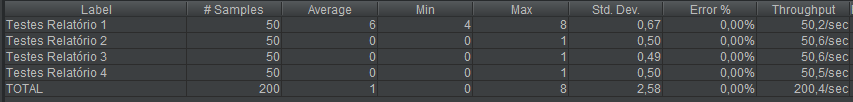 Label # Samples Average Min Max Std. Dev. Error % Throughput
Testes Relatório 1 50 6 4 8 0,67 0,00% 50,2/sec
Testes Relatório 2 50 0 0 1 0,50 0,00% 50,6/sec
Testes Relatório 3 50 0 0 1 0,49 0,00% 50,6/sec
Testes Relatório 4 50 0 0 1 0,50 0,00% 50,5/sec
TOTAL 200 1 0 8 2,58 0,00% 200,4/sec